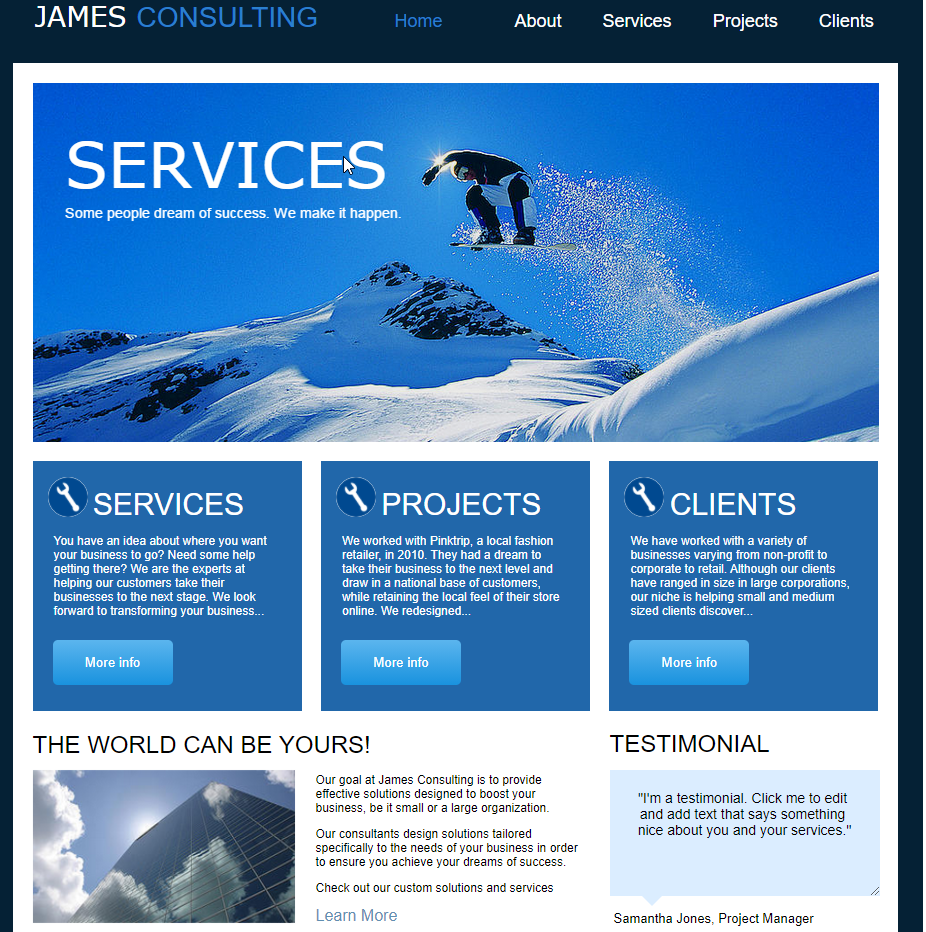 JAMES CONSULTING
Home
About
Services
Projects
Clients
SERVICES
Some people dream of success. We make it happen.
SERVICES
You have an idea about where you want
your business to go? Need some help
getting there? We are the experts at
helping our customers take their
businesses to the next stage. We look
forward to transforming your business...
More info
PROJECTS
We worked with Pinktrip, a local fashion
retailer, in 2010. They had a dream to
take their business to the next level and
draw in a national base of customers,
while retaining the local feel of their store
online. We redesigned...
More info
CLIENTS
We have worked with a variety of
businesses varying from non-profit to
corporate to retail. Although our clients
have ranged in size in large corporations,
our niche is helping small and medium
sized clients discover...
More info
THE WORLD CAN BE YOURS!
Our goal at James Consulting is to provide
effective solutions designed to boost your
business, be it small or a large organization.
Our consultants design solutions tailored
specifically to the needs of your business in order
to ensure you achieve your dreams of success.
Check out our custom solutions and services
Learn More
TESTIMONIAL
"I'm a testimonial. Click me to edit
and add text that says something
nice about you and your services."
Samantha Jones, Project Manager